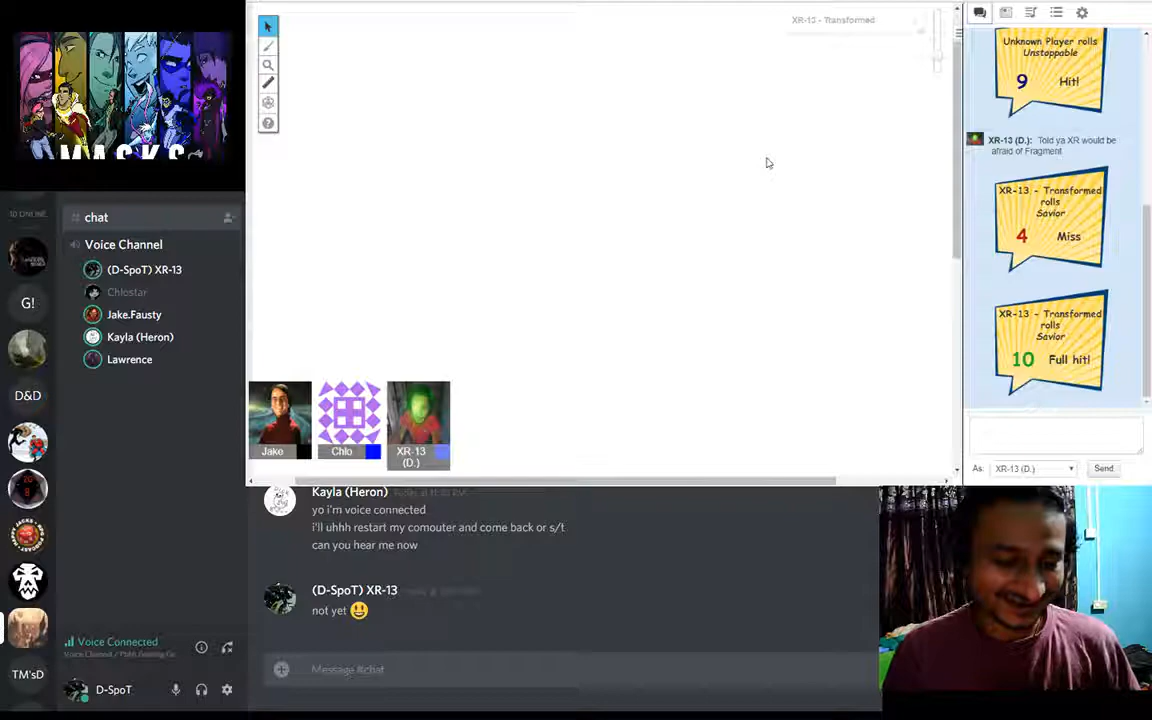 MASKS
10 ONLINE
G!
D&D
TM'sD
# chat
Voice Channel
(D-SpoT) XR-13
Chlostar
Jake.Fausty
Kayla (Heron)
Lawrence
Voice Connected
D-SpoT
XR-13 - Transformed
Jake
Chlo
XR-13
(D.)
Kayla (Heron)
yo i'm voice connected
i'll uhhh restart my comouter and come back or s/t
can you hear me now
(D-SpoT) XR-13
not yet 😃
Message #chat
Unknown Player rolls
Unstoppable
9 Hit!
XR-13 (D.): Told ya XR would be
afraid of Fragment
XR-13 - Transformed
rolls
Savior
4 Miss
XR-13 - Transformed
rolls
Savior
10 Full hit!
As: XR-13 (D.) Send